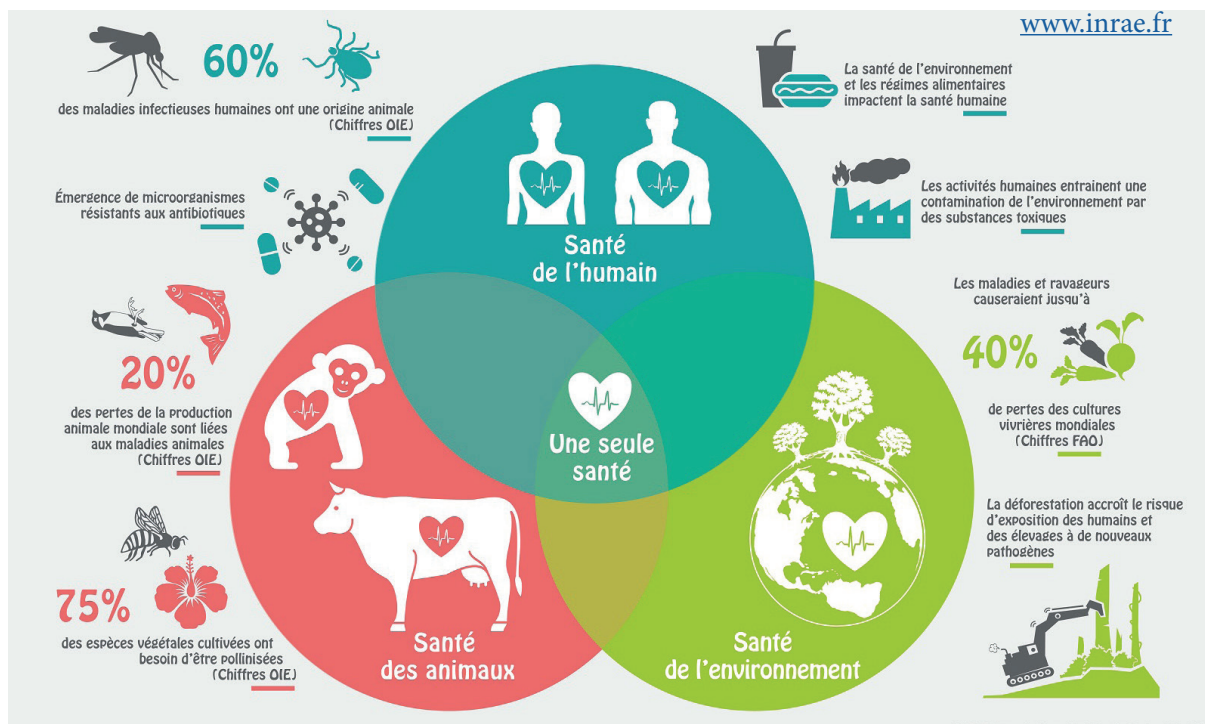 www.inrae.fr
60%
des maladies infectieuses humaines ont une origine animale
(Chiffres OIE)
Émergence de microorganismes
résistants aux antibiotiques
20%
des pertes de la production
animale mondiale sont liées
aux maladies animales
(Chiffres OIE)
75%
des espèces végétales cultivées ont
besoin d'être pollinisées
(Chiffres OIE)
Santé
de l'humain
Une seule
santé
Santé
des animaux
Santé
de l'environnement
La santé de l'environnement
et les régimes alimentaires
impactent la santé humaine
Les activités humaines entrainent une
contamination de l'environnement par
des substances toxiques
Les maladies et ravageurs
causeraient jusqu'à
40%
de pertes des cultures
vivrières mondiales
(Chiffres FAO)
La déforestation accroît le risque
d'exposition des humains et
des élevages à de nouveaux
pathogènes